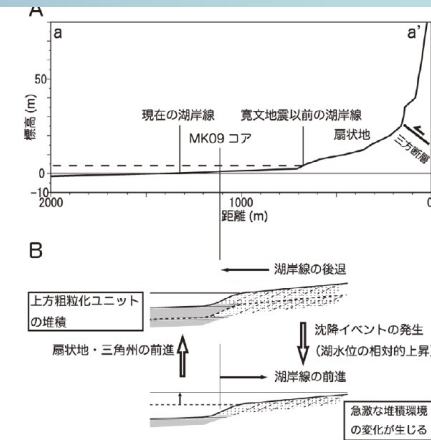 A
a
a'
50
0
-10
標高 (m)
現在の湖岸線
寛文地震以前の湖岸線
MK09 コア
扇状地
三方断層
2000
1000
0
距離 (m)
B
湖岸線の後退
上方粗粒化ユニット
の堆積
扇状地・三角州の前進
沈降イベントの発生
(湖水位の相対的上昇)
湖岸線の前進
急激な堆積環境
の変化が生じる